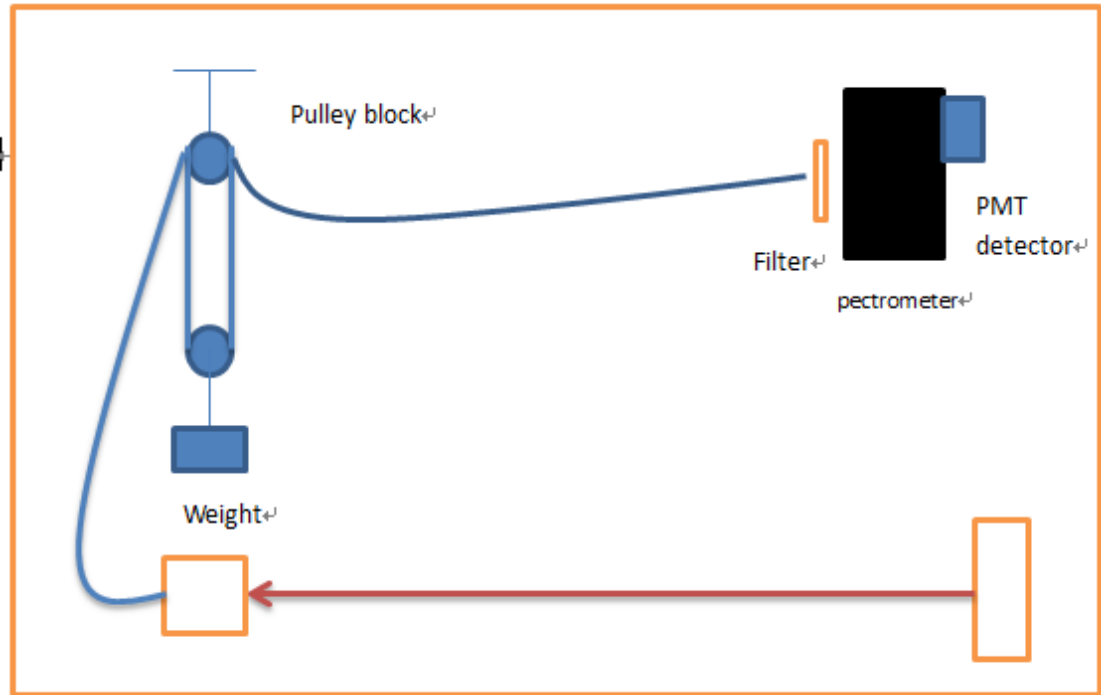 Pulley block↵
PMT
detector↵
Filter↵
pectrometer↵
Weight↵